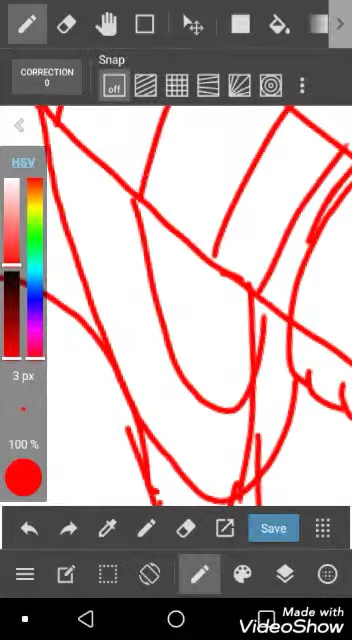 CORRECTION
0
Snap
off
HSV
3 px
100 %
Save
Made with
VideoShow